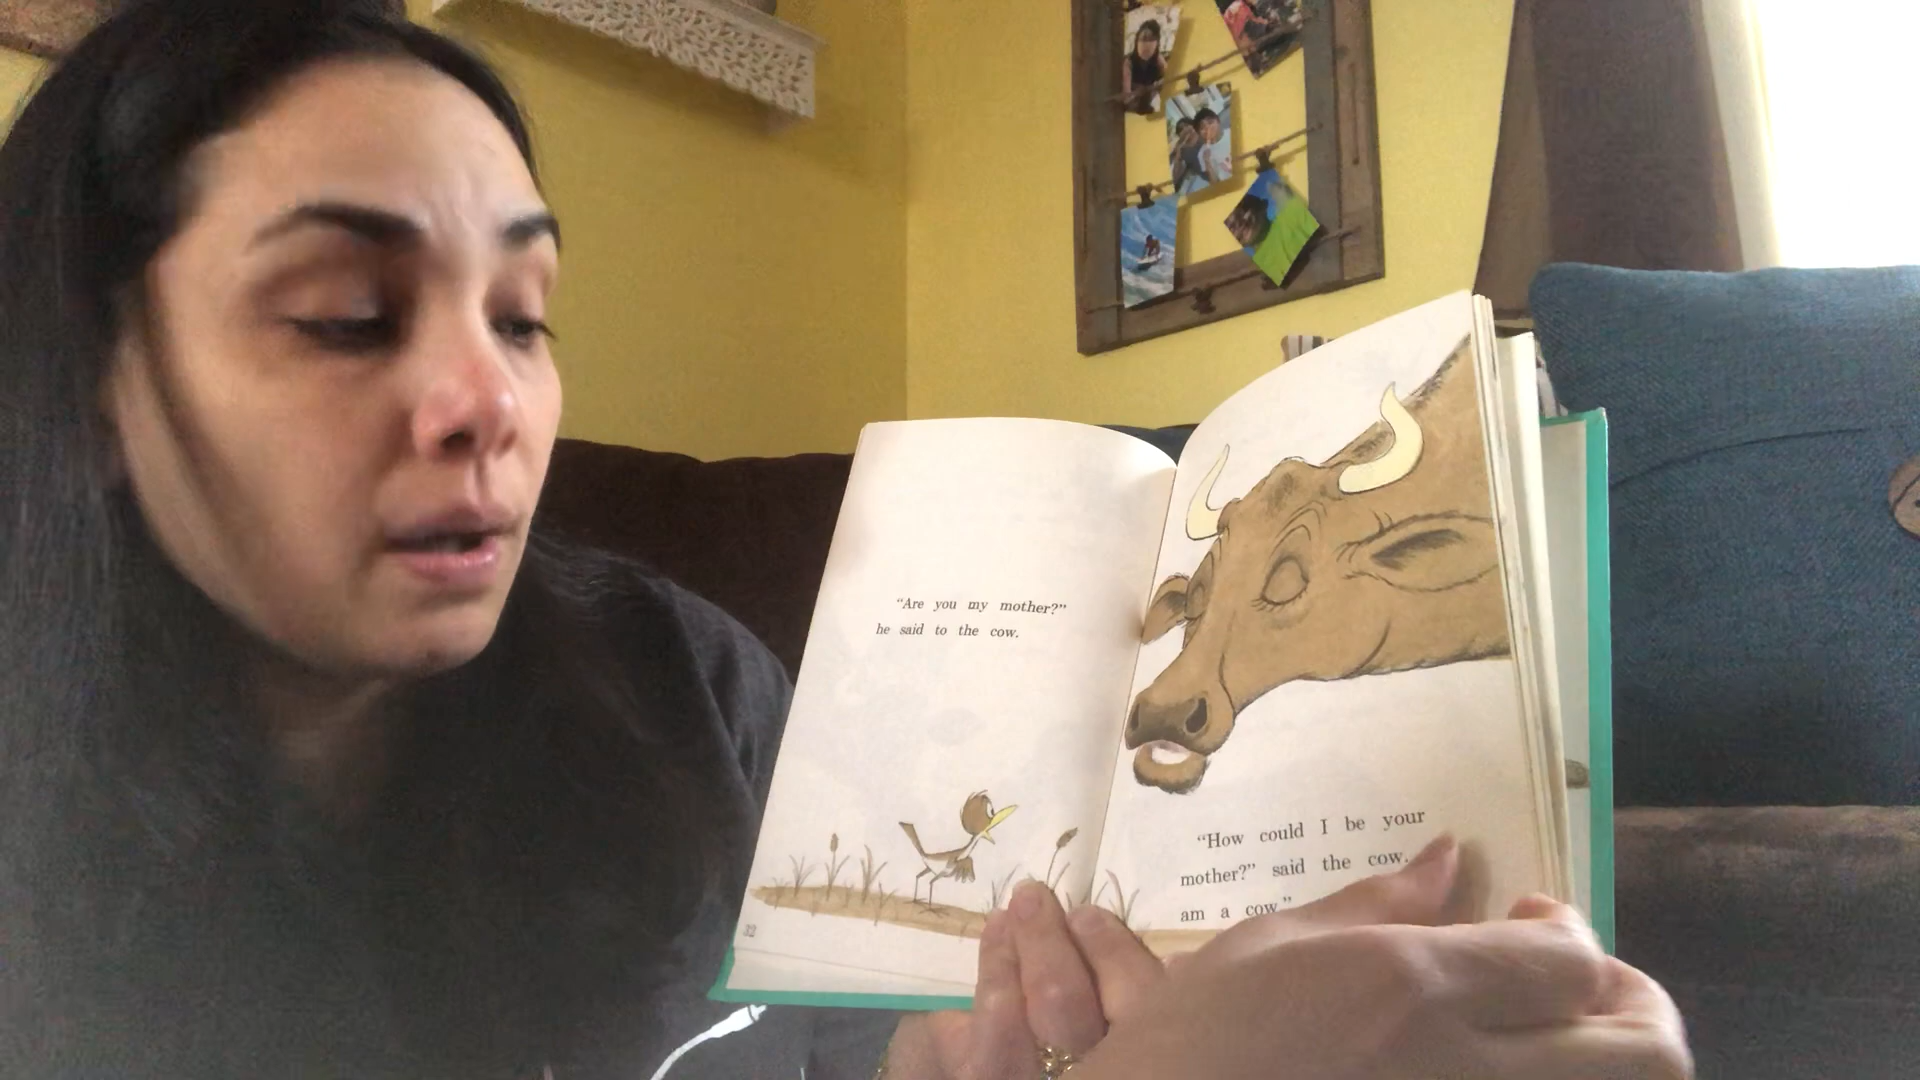 “Are you my mother?”
he said to the cow.
32
“How could I be your
mother?” said the cow.
am a cow.”